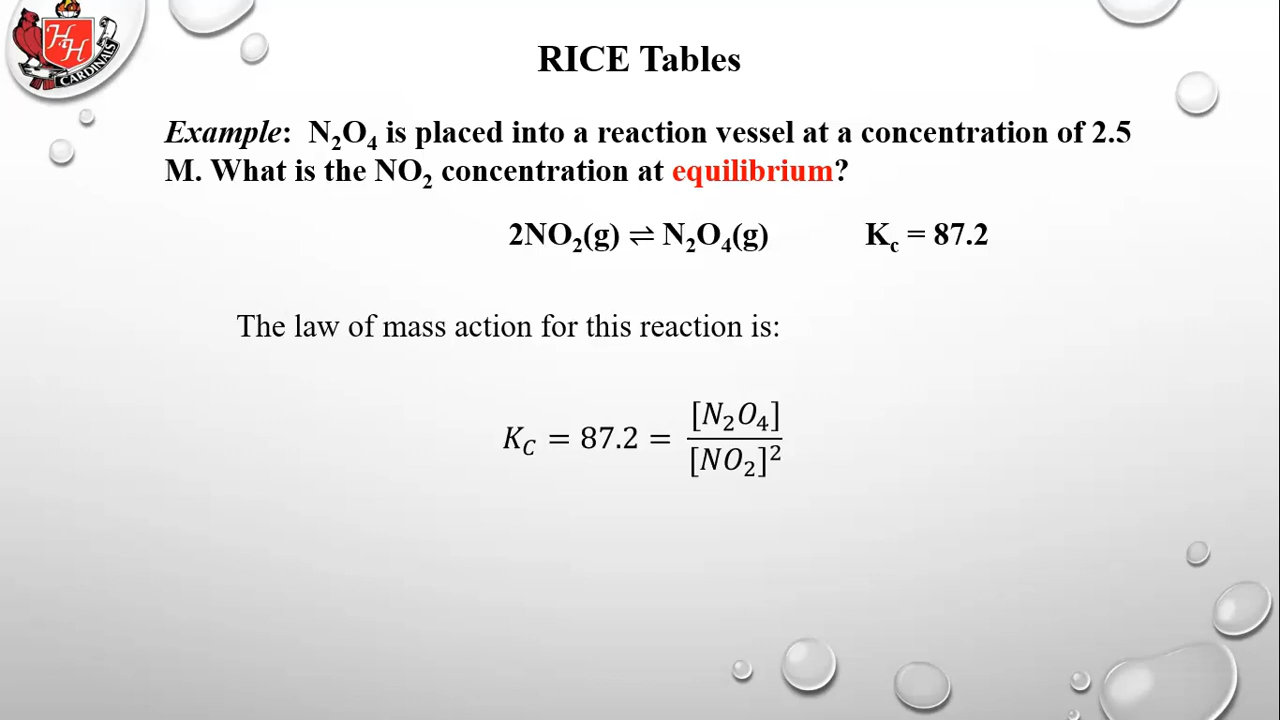 HH
CARDINALS
RICE Tables
Example: N₂O₄ is placed into a reaction vessel at a concentration of 2.5
M. What is the NO₂ concentration at equilibrium?
2NO₂(g) ⇌ N₂O₄(g) K꜀ = 87.2
The law of mass action for this reaction is:
K_C = 87.2 = [N₂O₄] / [NO₂]²